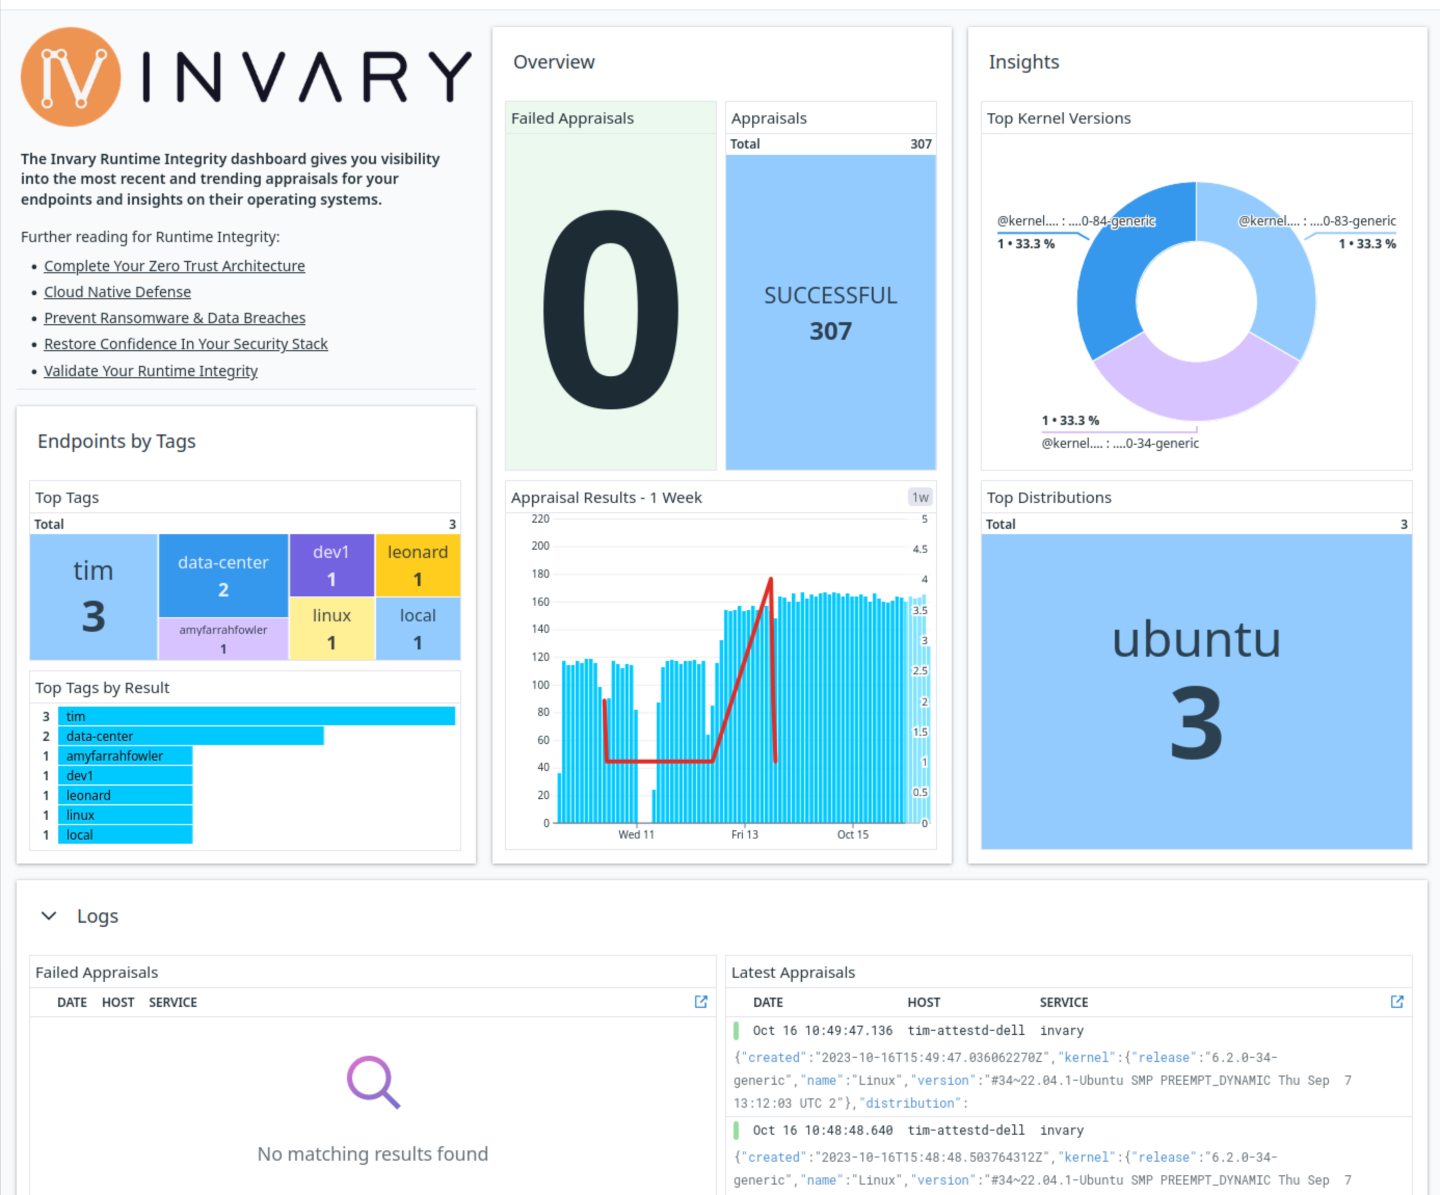 INVARY
The Invary Runtime Integrity dashboard gives you visibility
into the most recent and trending appraisals for your
endpoints and insights on their operating systems.
Further reading for Runtime Integrity:
• Complete Your Zero Trust Architecture
• Cloud Native Defense
• Prevent Ransomware & Data Breaches
• Restore Confidence In Your Security Stack
• Validate Your Runtime Integrity
Endpoints by Tags
Top Tags
Total 3
tim
3
data-center
2
amyfarrahfowler
1
dev1
1
leonard
1
linux
1
local
1
Top Tags by Result
3 tim
2 data-center
1 amyfarrahfowler
1 dev1
1 leonard
1 linux
1 local
Overview
Failed Appraisals
0
Appraisals
Total 307
SUCCESSFUL
307
Appraisal Results - 1 Week 1w
220
200
180
160
140
120
100
80
60
40
20
0
5
4.5
4
3.5
3
2.5
2
1.5
1
0.5
0
Wed 11 Fri 13 Oct 15
Insights
Top Kernel Versions
@kernel.... : ....0-84-generic
1 • 33.3 %
@kernel.... : ....0-83-generic
1 • 33.3 %
1 • 33.3 %
@kernel.... : ....0-34-generic
Top Distributions
Total 3
ubuntu
3
Logs
Failed Appraisals
DATE HOST SERVICE
No matching results found
Latest Appraisals
DATE HOST SERVICE
Oct 16 10:49:47.136 tim-attestd-dell invary
{"created":"2023-10-16T15:49:47.036062270Z","kernel":{"release":"6.2.0-34-
generic","name":"Linux","version":"#34~22.04.1-Ubuntu SMP PREEMPT_DYNAMIC Thu Sep 7
13:12:03 UTC 2"},"distribution":
Oct 16 10:48:48.640 tim-attestd-dell invary
{"created":"2023-10-16T15:48:48.503764312Z","kernel":{"release":"6.2.0-34-
generic","name":"Linux","version":"#34~22.04.1-Ubuntu SMP PREEMPT_DYNAMIC Thu Sep 7